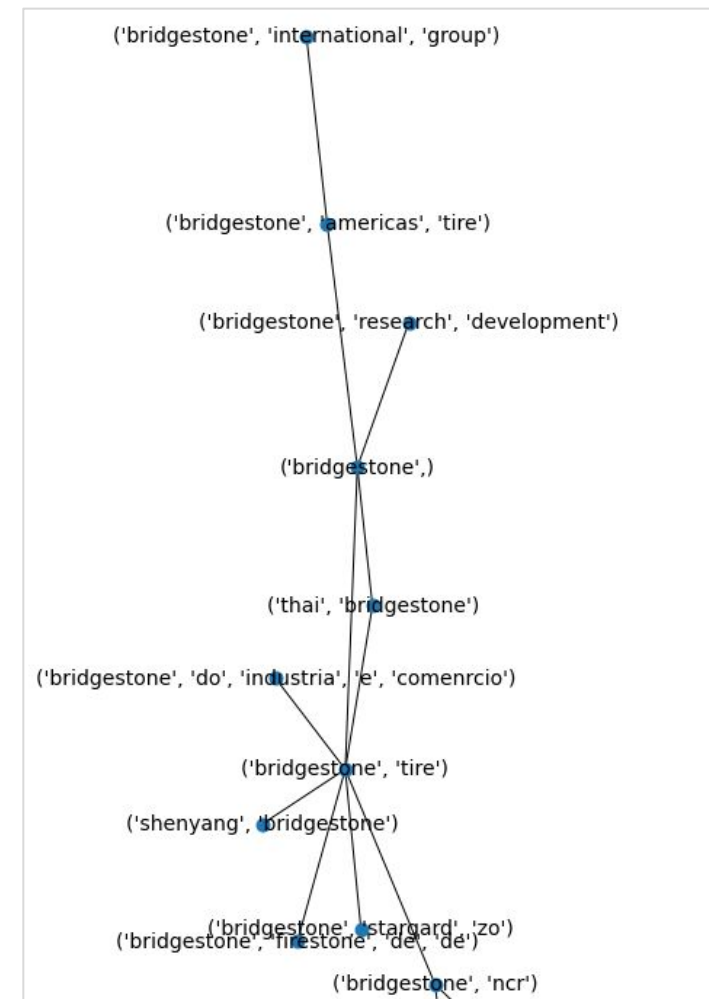 ('bridgestone', 'international', 'group')
('bridgestone', 'americas', 'tire')
('bridgestone', 'research', 'development')
('bridgestone',)
('thai', 'bridgestone')
('bridgestone', 'do', 'industria', 'e', 'comenrcio')
('bridgestone', 'tire')
('shenyang', 'bridgestone')
('bridgestone', 'stargard', 'zo')
('bridgestone', 'firestone', 'de', 'de')
('bridgestone', 'ncr')